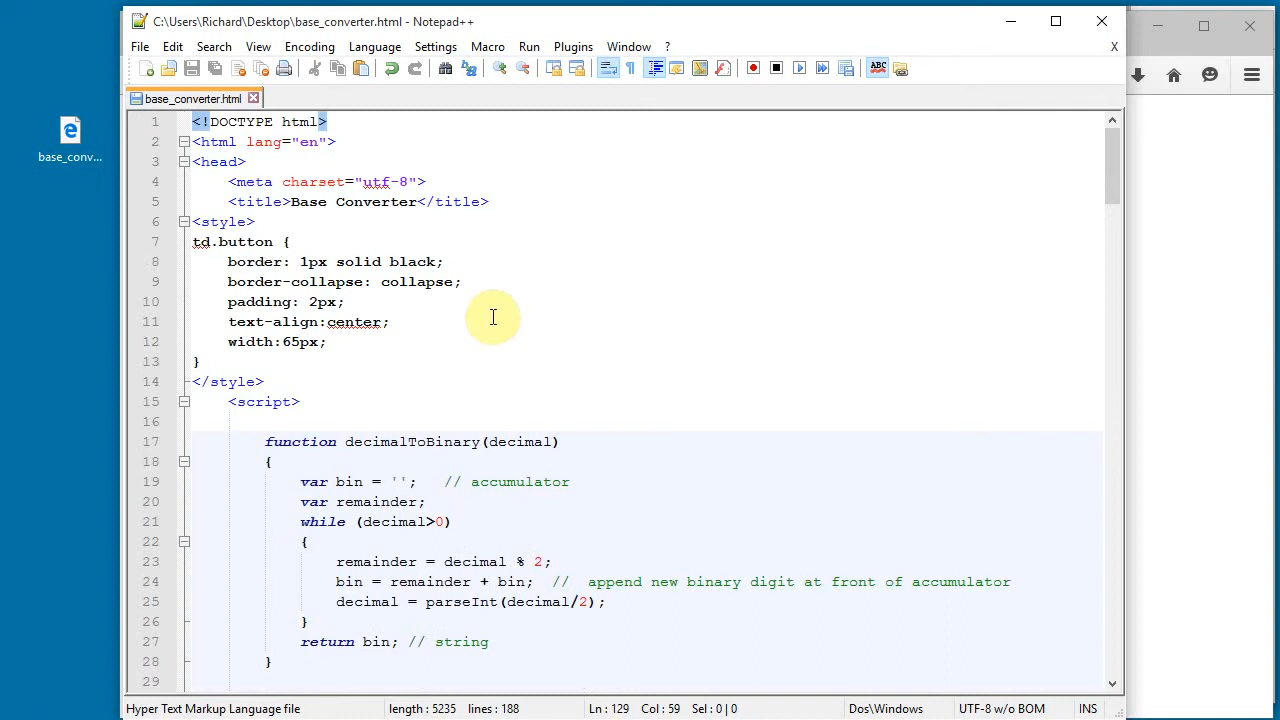 C:\Users\Richard\Desktop\base_converter.html - Notepad++
File Edit Search View Encoding Language Settings Macro Run Plugins Window ? X
ABC
base_converter.html
base_conv...
1 <!DOCTYPE html>
2 <html lang="en">
3 <head>
4 <meta charset="utf-8">
5 <title>Base Converter</title>
6 <style>
7 td.button {
8 border: 1px solid black;
9 border-collapse: collapse;
10 padding: 2px;
11 text-align:center;
12 width:65px;
13 }
14 </style>
15 <script>
16
17 function decimalToBinary(decimal)
18 {
19 var bin = ''; // accumulator
20 var remainder;
21 while (decimal>0)
22 {
23 remainder = decimal % 2;
24 bin = remainder + bin; // append new binary digit at front of accumulator
25 decimal = parseInt(decimal/2);
26 }
27 return bin; // string
28 }
29
Hyper Text Markup Language file length : 5235 lines : 188 Ln : 129 Col : 59 Sel : 0 | 0 Dos\Windows UTF-8 w/o BOM INS